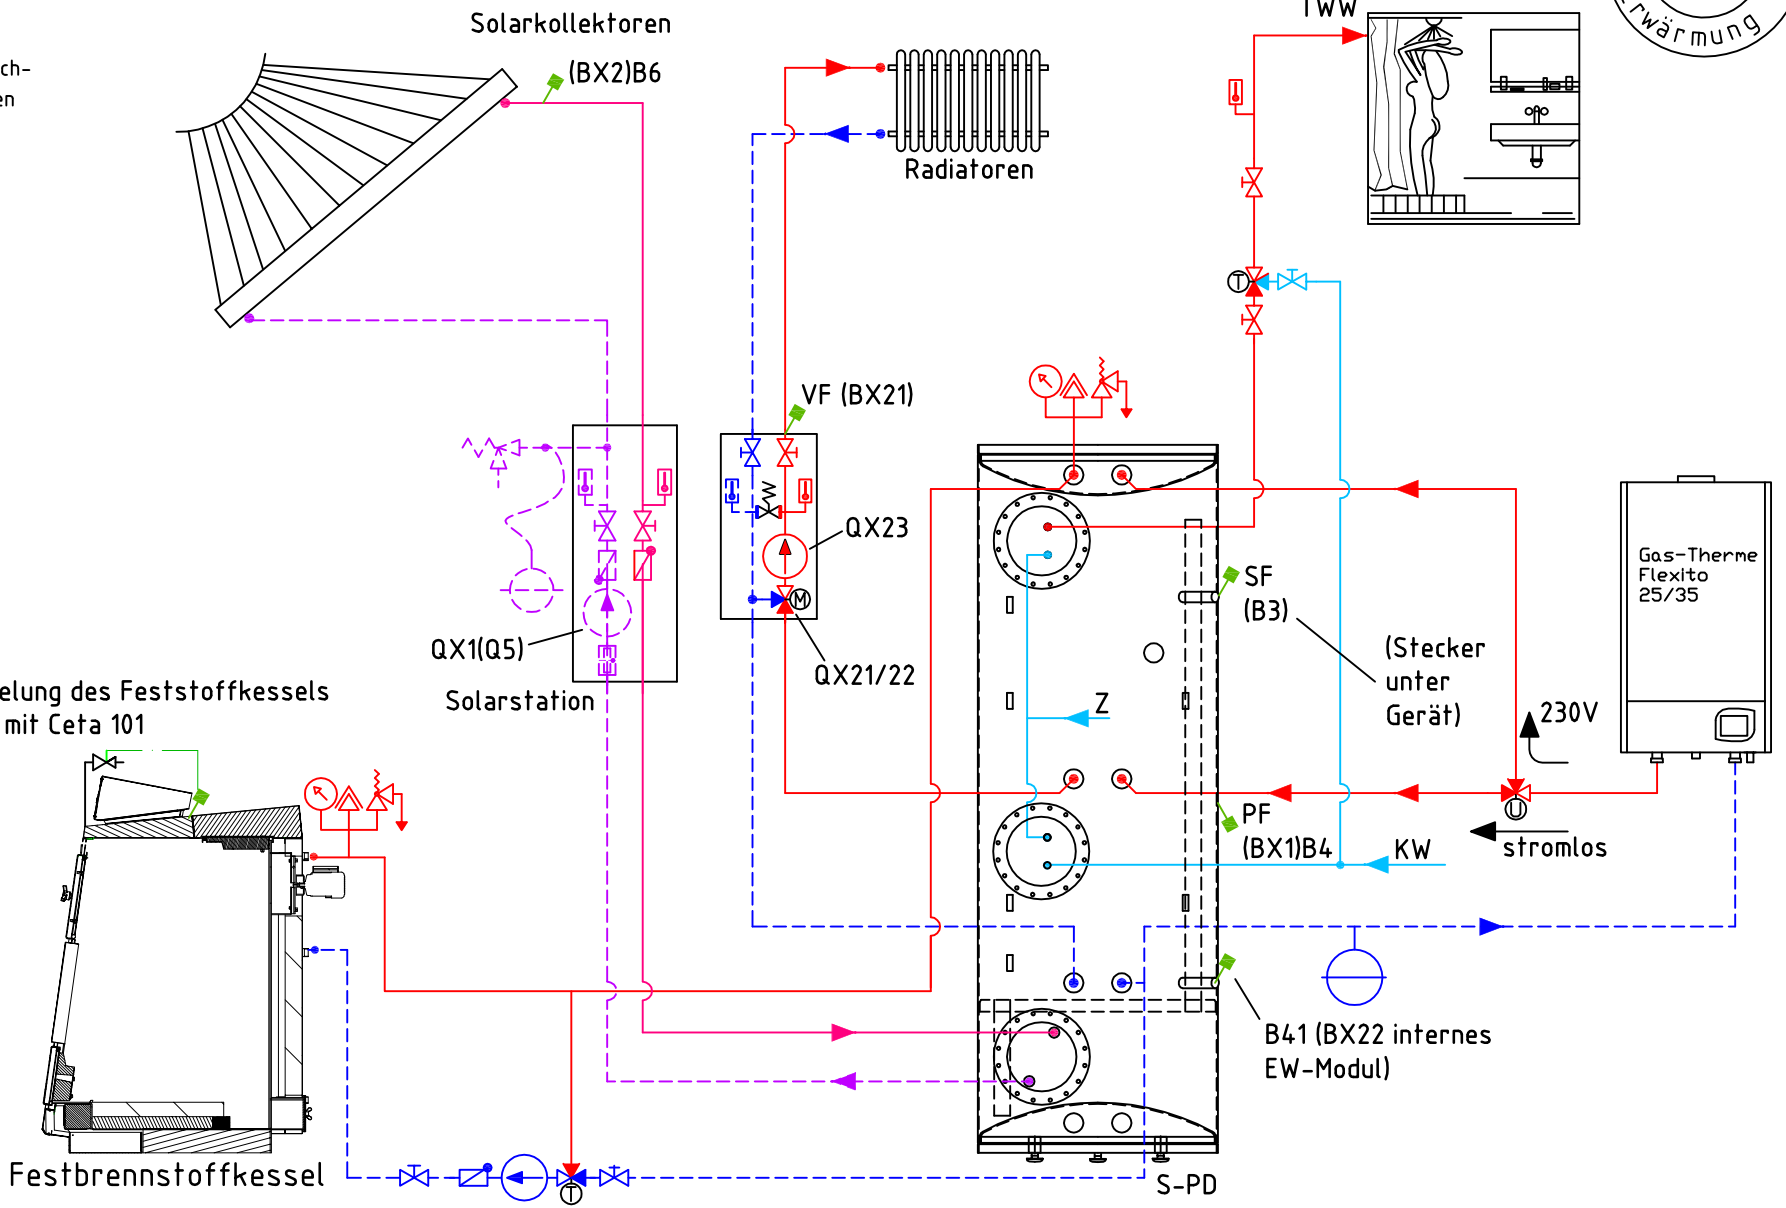 Solarkollektoren
(BX2)B6
TWW
rwärmung
ch-
en
Radiatoren
VF (BX21)
QX23
QX1(Q5)
QX21/22
Solarstation
SF
(B3)
(Stecker
unter
Gerät)
Gas-Therme
Flexito
25/35
230V
Z
elung des Feststoffkessels
mit Ceta 101
PF
(BX1)B4
KW
stromlos
B41 (BX22 internes
EW-Modul)
Festbrennstoffkessel
S-PD
T
M
U
T